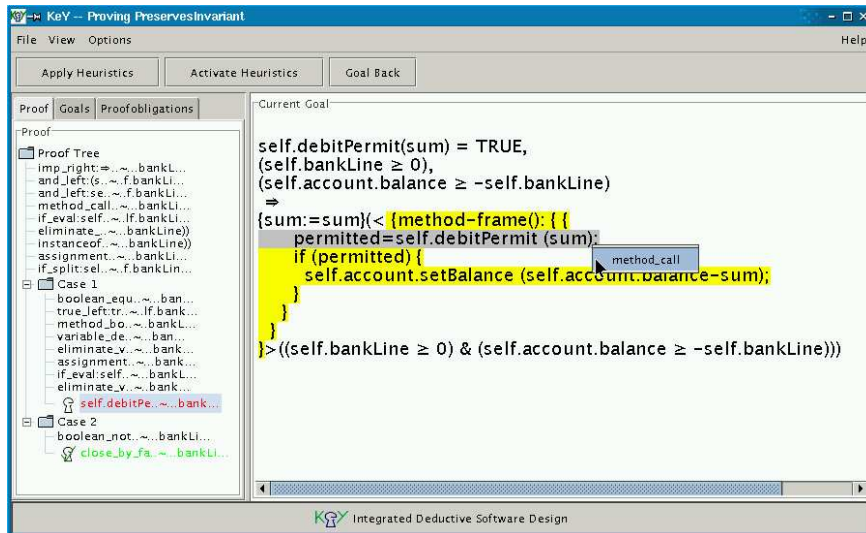 KeY -- Proving PreservesInvariant
File View Options Help
Apply Heuristics Activate Heuristics Goal Back
Proof Goals Proofobligations
Proof
Proof Tree
imp_right:⇒..~...bankL...
and_left:(s..~..f.bankLi...
and_left:se..~..f.bankLi...
method_call..~...bankL...
if_eval:self..~..lf.bankL...
eliminate_..~...bankLine))
instanceof..~...bankLine))
assignment..~...bankLi...
if_split:sel..~..f.bankLin...
Case 1
boolean_equ..~...ban...
true_left:tr..~..lf.bank...
method_bo..~...bankL...
variable_de..~...ban...
eliminate_v..~...bank...
assignment..~...bank...
if_eval:self..~...bankL...
eliminate_v..~...bank...
self.debitPe..~...bank...
Case 2
boolean_not..~...bankLi...
close_by_fa..~...bankLi...
Current Goal
self.debitPermit(sum) = TRUE,
(self.bankLine ≥ 0),
(self.account.balance ≥ -self.bankLine)
⇒
{sum:=sum}(< {method-frame(): { {
permitted=self.debitPermit (sum);
method_call
if (permitted) {
self.account.setBalance (self.account.balance-sum);
}
}
}
}>((self.bankLine ≥ 0) & (self.account.balance ≥ -self.bankLine)))
KeY Integrated Deductive Software Design